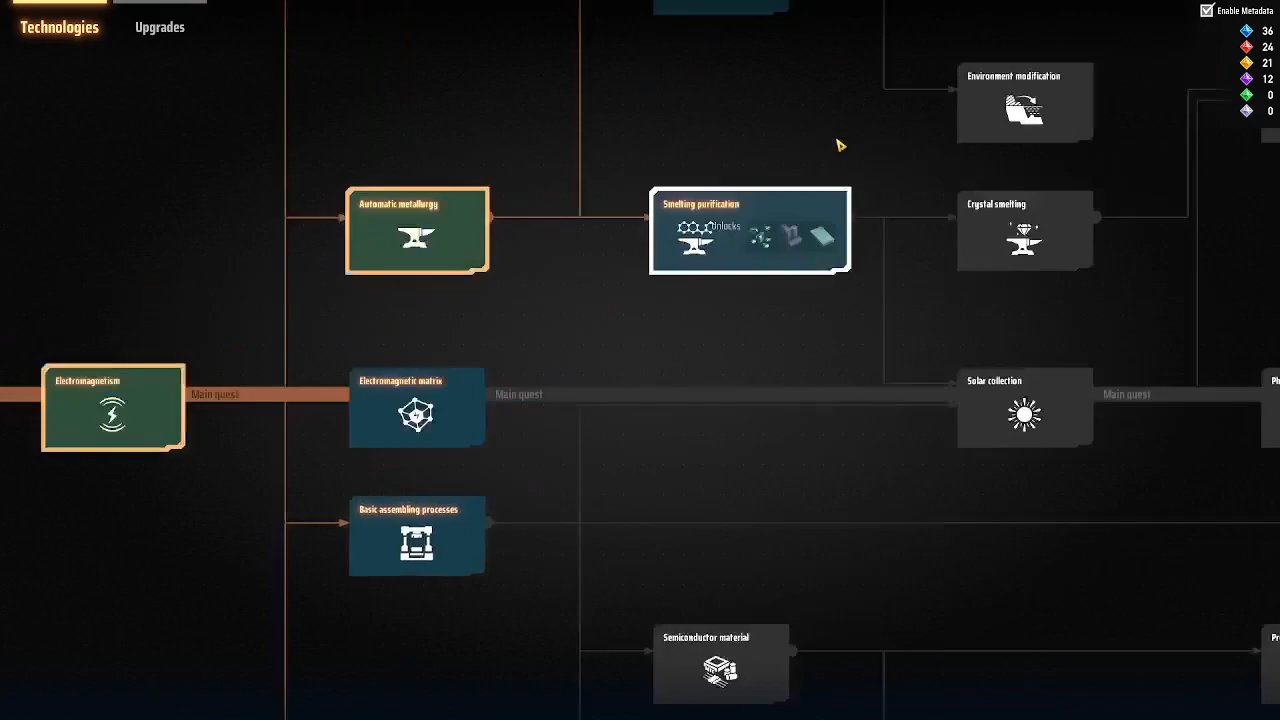 Technologies
Upgrades
Enable Metadata
36
24
21
12
0
0
Environment modification
Automatic metallurgy
Smelting purification
Unlocks
Crystal smelting
Electromagnetism
Main quest
Electromagnetic matrix
Main quest
Solar collection
Main quest
Basic assembling processes
Semiconductor material